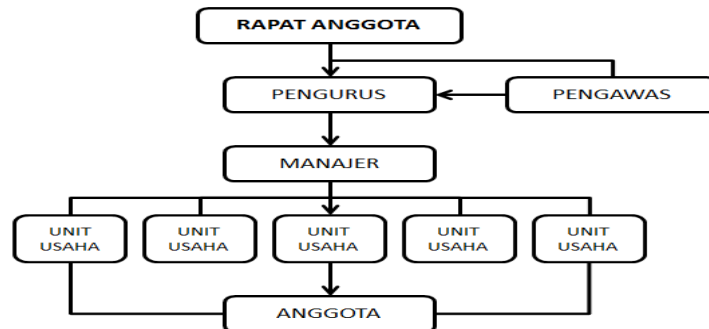 RAPAT ANGGOTA
PENGURUS
PENGAWAS
MANAJER
UNIT
USAHA
UNIT
USAHA
UNIT
USAHA
UNIT
USAHA
UNIT
USAHA
ANGGOTA